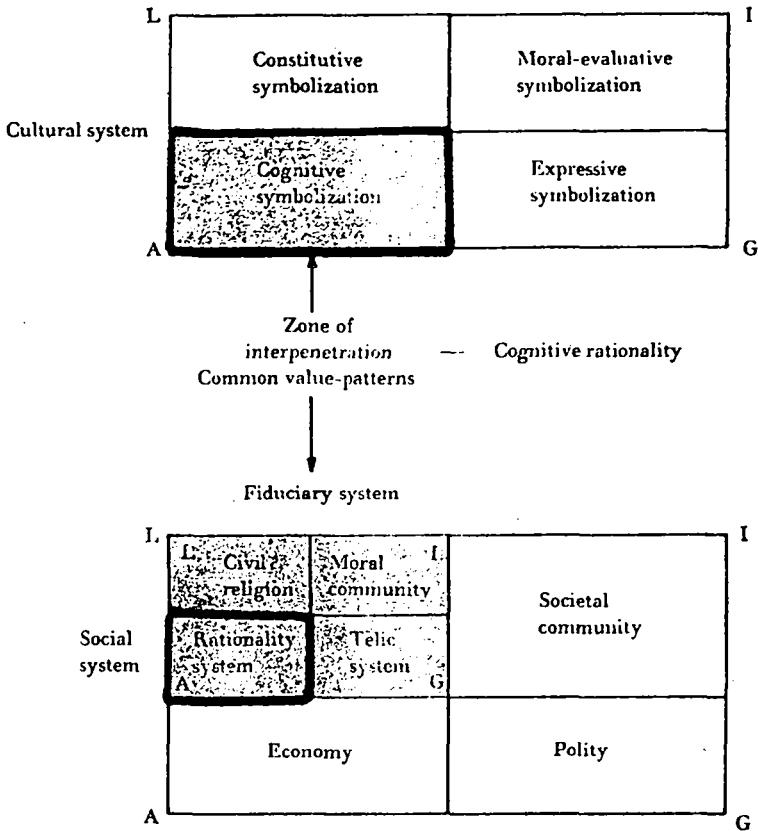 L
I
Constitutive
symbolization
Moral-evaluative
symbolization
Cultural system
Cognitive
symbolization
Expressive
symbolization
A
G
Zone of
interpenetration — Cognitive rationality
Common value-patterns
Fiduciary system
L
I
L Civil
religion
Moral I
community
Societal
community
Social
system
Rationality
system
A
Telic
system
G
Economy
Polity
A
G